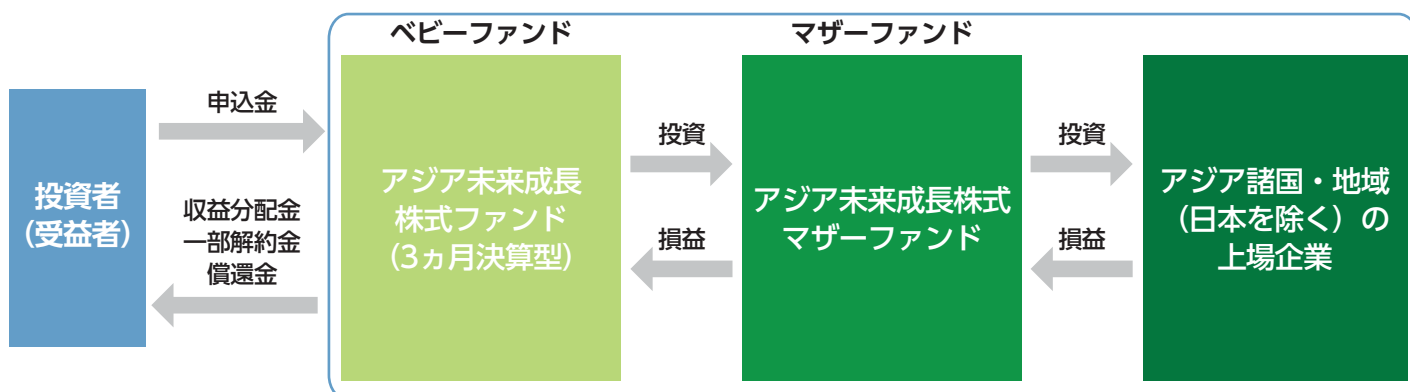 ベビーファンド
マザーファンド
投資者
（受益者）
申込金
収益分配金
一部解約金
償還金
アジア未来成長
株式ファンド
（3ヵ月決算型）
投資
損益
アジア未来成長株式
マザーファンド
投資
損益
アジア諸国・地域
（日本を除く）の
上場企業